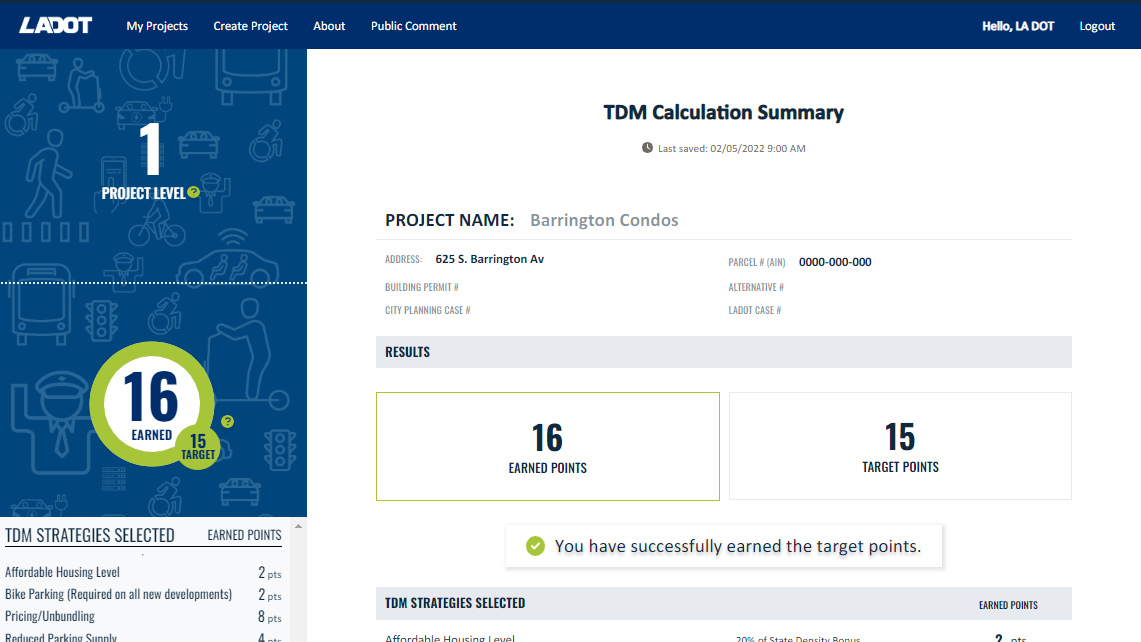 LADOT My Projects Create Project About Public Comment Hello, LA DOT Logout
1
PROJECT LEVEL ?
16
EARNED
15
TARGET
?
TDM STRATEGIES SELECTED EARNED POINTS
Affordable Housing Level 2 pts
Bike Parking (Required on all new developments) 2 pts
Pricing/Unbundling 8 pts
Reduced Parking Supply 4 pts
TDM Calculation Summary
Last saved: 02/05/2022 9:00 AM
PROJECT NAME: Barrington Condos
ADDRESS: 625 S. Barrington Av PARCEL # (AIN) 0000-000-000
BUILDING PERMIT # ALTERNATIVE #
CITY PLANNING CASE # LADOT CASE #
RESULTS
16 15
EARNED POINTS TARGET POINTS
You have successfully earned the target points.
TDM STRATEGIES SELECTED EARNED POINTS
Affordable Housing Level 20% of State Density Bonus 2 pts